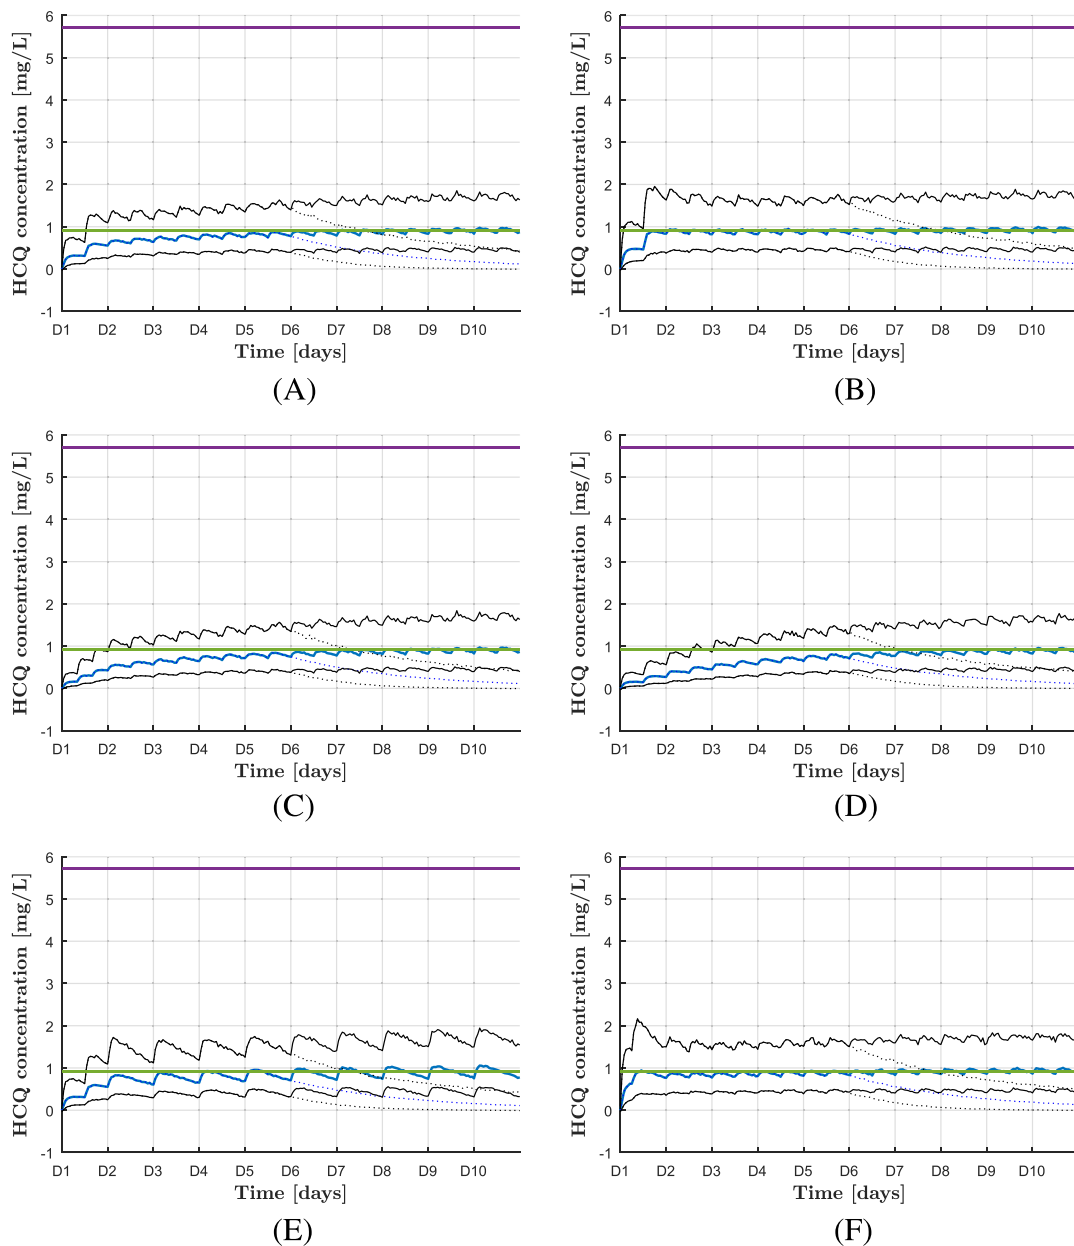 6
5
4
3
2
1
0
-1
HCQ concentration [mg/L]
D1 D2 D3 D4 D5 D6 D7 D8 D9 D10
Time [days]
(A)
6
5
4
3
2
1
0
-1
HCQ concentration [mg/L]
D1 D2 D3 D4 D5 D6 D7 D8 D9 D10
Time [days]
(B)
6
5
4
3
2
1
0
-1
HCQ concentration [mg/L]
D1 D2 D3 D4 D5 D6 D7 D8 D9 D10
Time [days]
(C)
6
5
4
3
2
1
0
-1
HCQ concentration [mg/L]
D1 D2 D3 D4 D5 D6 D7 D8 D9 D10
Time [days]
(D)
6
5
4
3
2
1
0
-1
HCQ concentration [mg/L]
D1 D2 D3 D4 D5 D6 D7 D8 D9 D10
Time [days]
(E)
6
5
4
3
2
1
0
-1
HCQ concentration [mg/L]
D1 D2 D3 D4 D5 D6 D7 D8 D9 D10
Time [days]
(F)